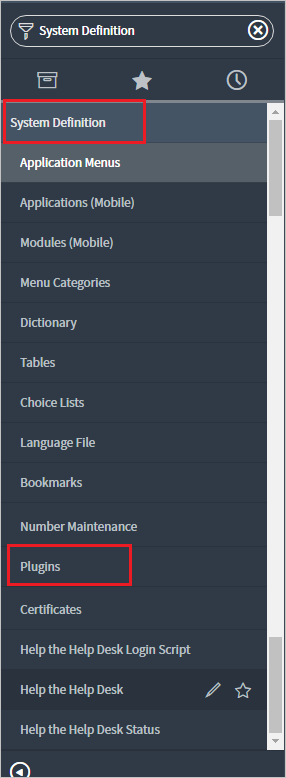 System Definition
System Definition
Application Menus
Applications (Mobile)
Modules (Mobile)
Menu Categories
Dictionary
Tables
Choice Lists
Language File
Bookmarks
Number Maintenance
Plugins
Certificates
Help the Help Desk Login Script
Help the Help Desk
Help the Help Desk Status